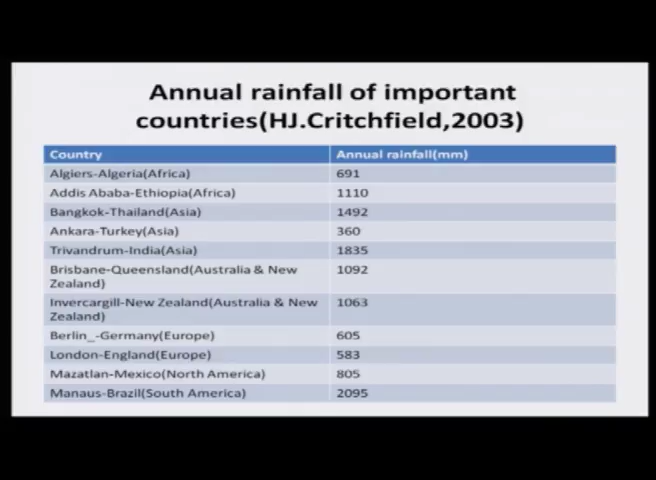 Annual rainfall of important
countries(HJ.Critchfield,2003)
Country Annual rainfall(mm)
Algiers-Algeria(Africa) 691
Addis Ababa-Ethiopia(Africa) 1110
Bangkok-Thailand(Asia) 1492
Ankara-Turkey(Asia) 360
Trivandrum-India(Asia) 1835
Brisbane-Queensland(Australia & New 1092
Zealand)
Invercargill-New Zealand(Australia & New 1063
Zealand)
Berlin_-Germany(Europe) 605
London-England(Europe) 583
Mazatlan-Mexico(North America) 805
Manaus-Brazil(South America) 2095